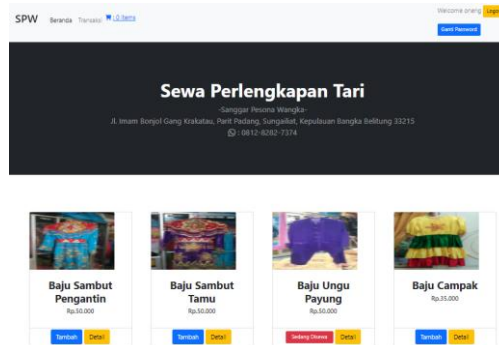 SPW Beranda Transaksi : 0 Items
Welcome orang
Ganti Password
Sewa Perlengkapan Tari
-Sanggar Pesona Wangka-
Jl. Imam Bonjol Gang Krakatau, Parit Padang, Sungailiat, Kepulauan Bangka Belitung 33215
: 0812-8282-7374
Baju Sambut
Pengantin
Rp.50.000
Tambah Detail
Baju Sambut
Tamu
Rp.50.000
Tambah Detail
Baju Ungu
Payung
Rp.50.000
Sedang Disewa Detail
Baju Campak
Rp.35.000
Tambah Detail